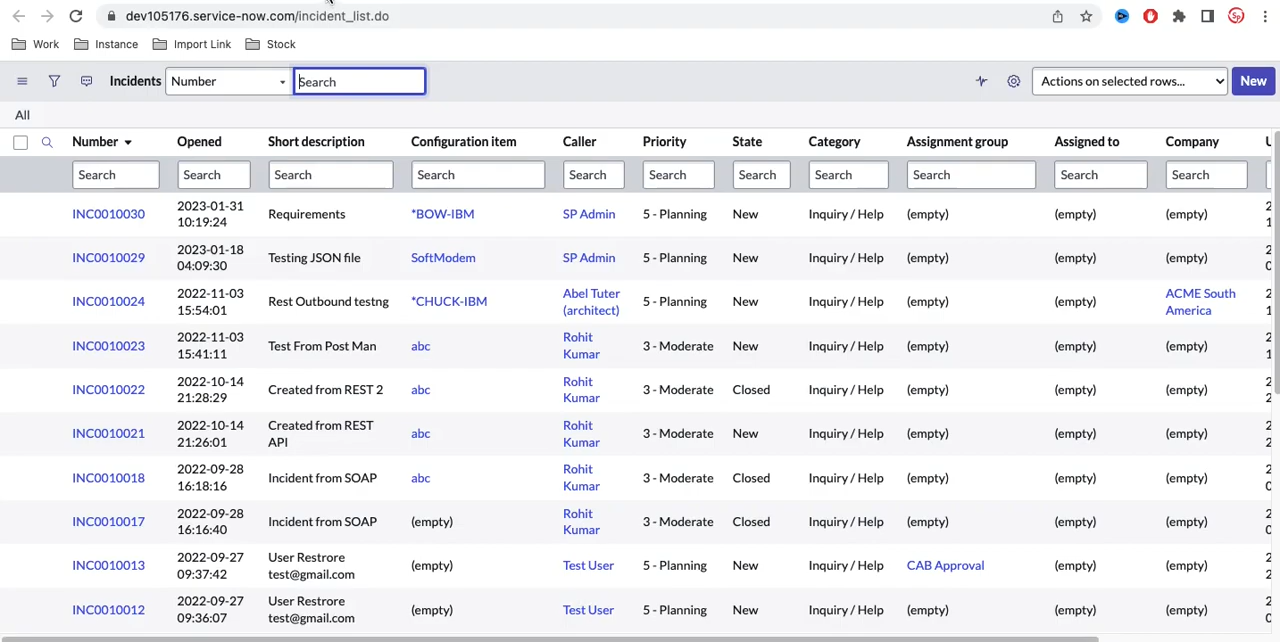 dev105176.service-now.com/incident_list.do
Work Instance Import Link Stock
Incidents Number Search Actions on selected rows... New
All
Number Opened Short description Configuration item Caller Priority State Category Assignment group Assigned to Company
Search Search Search Search Search Search Search Search Search Search Search
INC0010030 2023-01-31 10:19:24 Requirements *BOW-IBM SP Admin 5 - Planning New Inquiry / Help (empty) (empty) (empty)
INC0010029 2023-01-18 04:09:30 Testing JSON file SoftModem SP Admin 5 - Planning New Inquiry / Help (empty) (empty) (empty)
INC0010024 2022-11-03 15:54:01 Rest Outbound testng *CHUCK-IBM Abel Tuter (architect) 5 - Planning New Inquiry / Help (empty) (empty) ACME South America
INC0010023 2022-11-03 15:41:11 Test From Post Man abc Rohit Kumar 3 - Moderate New Inquiry / Help (empty) (empty) (empty)
INC0010022 2022-10-14 21:28:29 Created from REST 2 abc Rohit Kumar 3 - Moderate Closed Inquiry / Help (empty) (empty) (empty)
INC0010021 2022-10-14 21:26:01 Created from REST API abc Rohit Kumar 3 - Moderate New Inquiry / Help (empty) (empty) (empty)
INC0010018 2022-09-28 16:18:16 Incident from SOAP abc Rohit Kumar 3 - Moderate Closed Inquiry / Help (empty) (empty) (empty)
INC0010017 2022-09-28 16:16:40 Incident from SOAP (empty) Rohit Kumar 3 - Moderate Closed Inquiry / Help (empty) (empty) (empty)
INC0010013 2022-09-27 09:37:42 User Restrore test@gmail.com (empty) Test User 5 - Planning New Inquiry / Help CAB Approval (empty) (empty)
INC0010012 2022-09-27 09:36:07 User Restrore test@gmail.com (empty) Test User 5 - Planning New Inquiry / Help (empty) (empty) (empty)